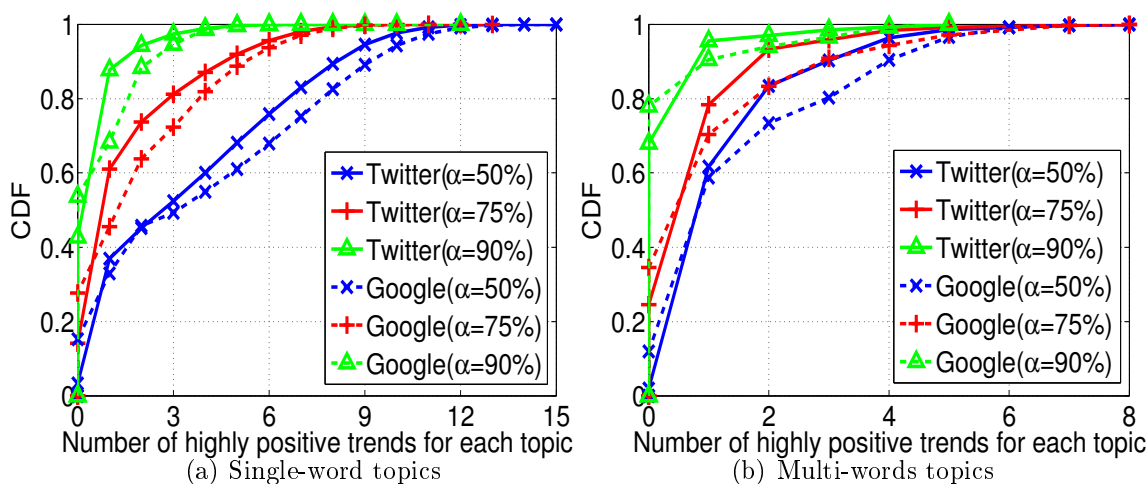 CDF
1
0.8
0.6
0.4
0.2
0
0 3 6 9 12 15
Twitter(α=50%)
Twitter(α=75%)
Twitter(α=90%)
Google(α=50%)
Google(α=75%)
Google(α=90%)
Number of highly positive trends for each topic
(a) Single-word topics
CDF
1
0.8
0.6
0.4
0.2
0
0 2 4 6 8
Twitter(α=50%)
Twitter(α=75%)
Twitter(α=90%)
Google(α=50%)
Google(α=75%)
Google(α=90%)
Number of highly positive trends for each topic
(b) Multi-words topics